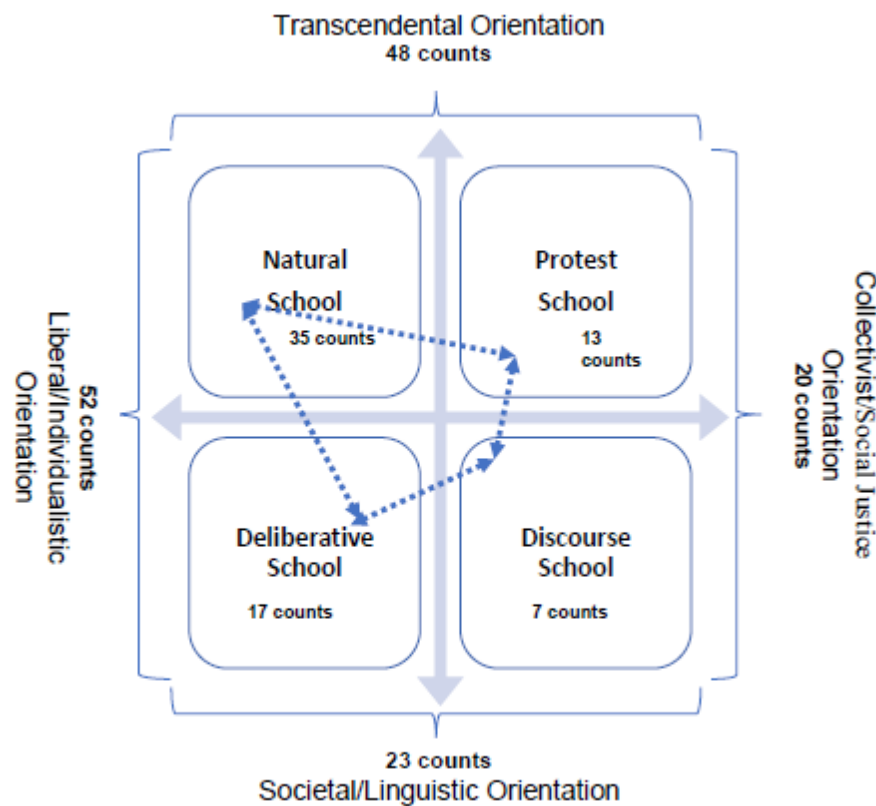 Transcendental Orientation
48 counts
Natural
School
35 counts
Protest
School
13
counts
Liberal/Individualistic
Orientation
52 counts
Collectivist/Social Justice
Orientation
20 counts
Deliberative
School
17 counts
Discourse
School
7 counts
23 counts
Societal/Linguistic Orientation